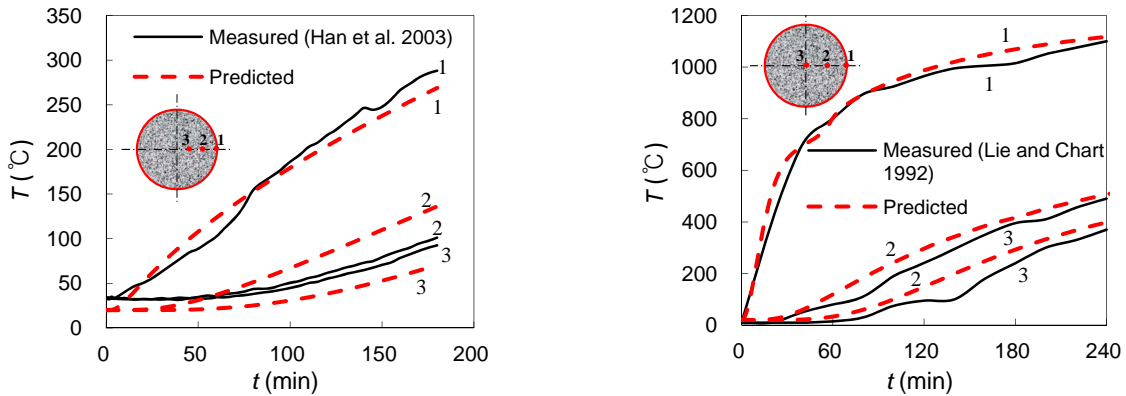 350
300
250
200
150
100
50
0
T (℃)
Measured (Han et al. 2003)
Predicted
3 2 1
1
1
2
2
3
3
0 50 100 150 200
t (min)
1200
1000
800
600
400
200
0
T (℃)
3 2 1
1
1
Measured (Lie and Chart
1992)
Predicted
2
3
2
3
0 60 120 180 240
t (min)